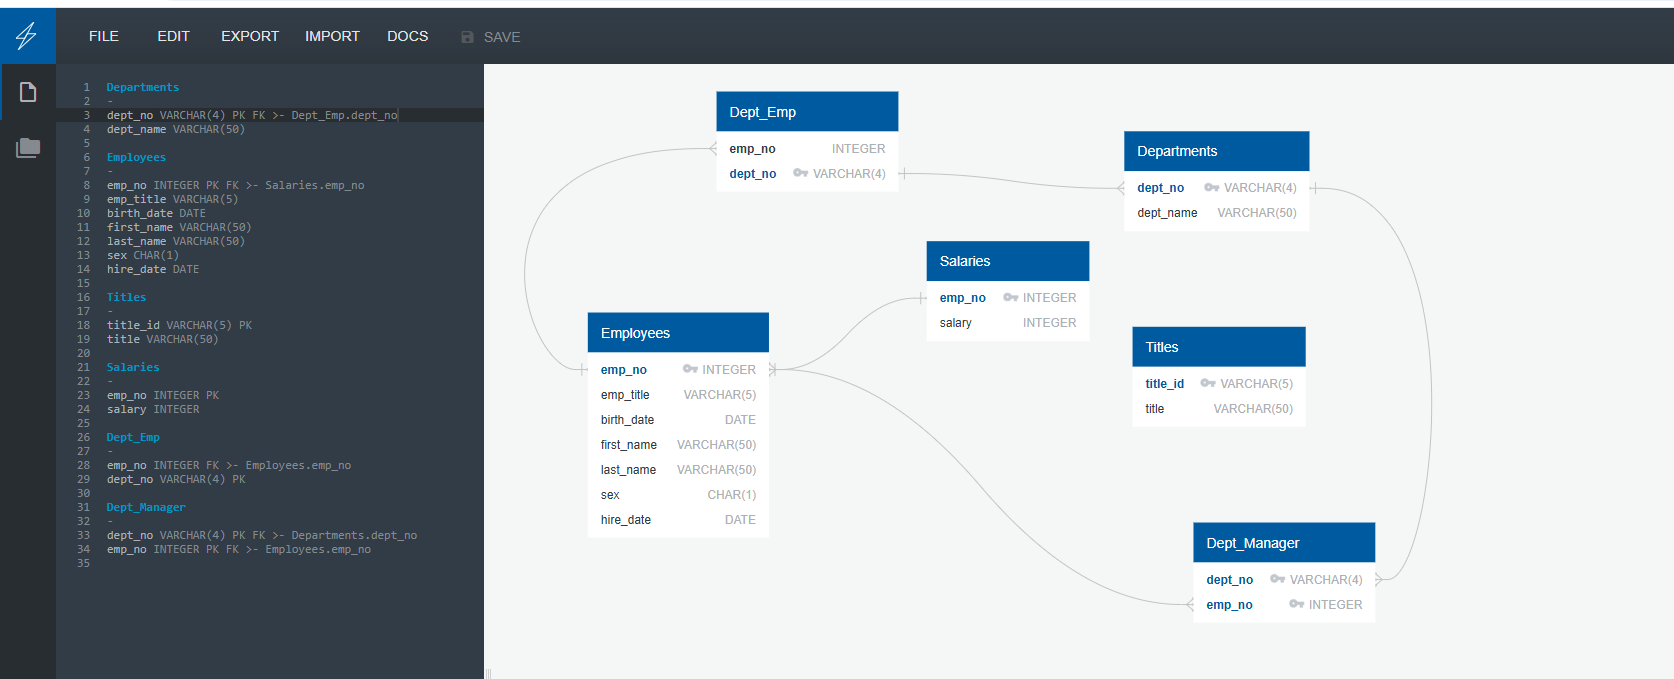 FILE EDIT EXPORT IMPORT DOCS SAVE
1 Departments
2 -
3 dept_no VARCHAR(4) PK FK >- Dept_Emp.dept_no
4 dept_name VARCHAR(50)
5
6 Employees
7 -
8 emp_no INTEGER PK FK >- Salaries.emp_no
9 emp_title VARCHAR(5)
10 birth_date DATE
11 first_name VARCHAR(50)
12 last_name VARCHAR(50)
13 sex CHAR(1)
14 hire_date DATE
15
16 Titles
17 -
18 title_id VARCHAR(5) PK
19 title VARCHAR(50)
20
21 Salaries
22 -
23 emp_no INTEGER PK
24 salary INTEGER
25
26 Dept_Emp
27 -
28 emp_no INTEGER FK >- Employees.emp_no
29 dept_no VARCHAR(4) PK
30
31 Dept_Manager
32 -
33 dept_no VARCHAR(4) PK FK >- Departments.dept_no
34 emp_no INTEGER PK FK >- Employees.emp_no
35
Dept_Emp
emp_no INTEGER
dept_no VARCHAR(4)
Departments
dept_no VARCHAR(4)
dept_name VARCHAR(50)
Salaries
emp_no INTEGER
salary INTEGER
Employees
emp_no INTEGER
emp_title VARCHAR(5)
birth_date DATE
first_name VARCHAR(50)
last_name VARCHAR(50)
sex CHAR(1)
hire_date DATE
Titles
title_id VARCHAR(5)
title VARCHAR(50)
Dept_Manager
dept_no VARCHAR(4)
emp_no INTEGER